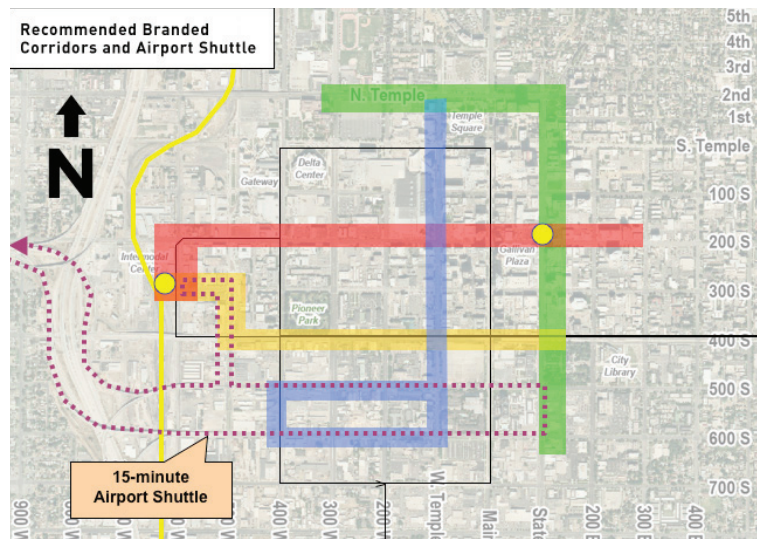 Recommended Branded
Corridors and Airport Shuttle
N
5th
4th
3rd
2nd
1st
S. Temple
100 S
200 S
300 S
400 S
500 S
600 S
700 S
N. Temple
Temple
Square
Delta
Center
Gateway
Intermodal
Center
Gallivan
Plaza
Pioneer
Park
City
Library
15-minute
Airport Shuttle
900 W
400 W
200 W
W. Temple
Main
State
200 E
300 E
400 E